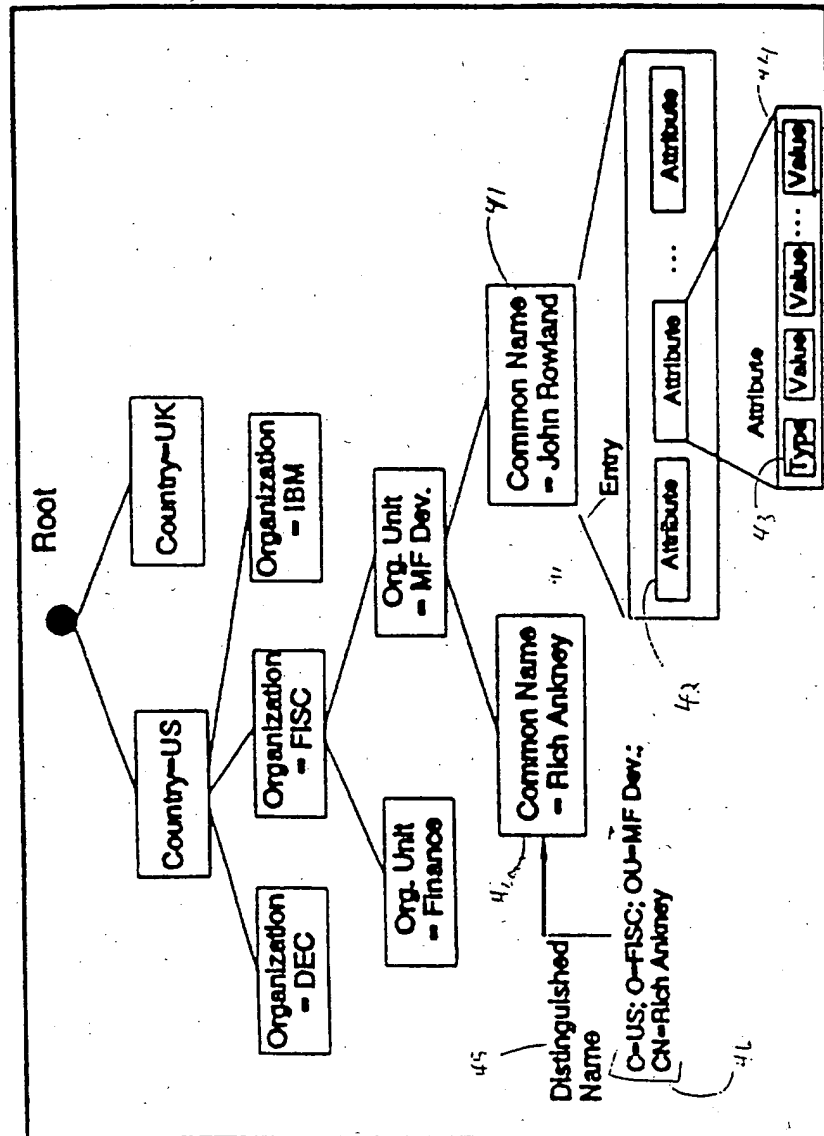 Root
Country=US
Country=UK
Organization
= DEC
Organization
= FISC
Organization
= IBM
Org. Unit
= Finance
Org. Unit
= MF Dev.
Common Name
= Rich Ankney
Common Name
= John Rowland
41
41a
45
Distinguished
Name
C=US; O=FISC; OU=MF Dev.;
CN=Rich Ankney
46
Entry
42
Attribute
Attribute
...
Attribute
Attribute
43
44
Type
Value
Value
...
Value